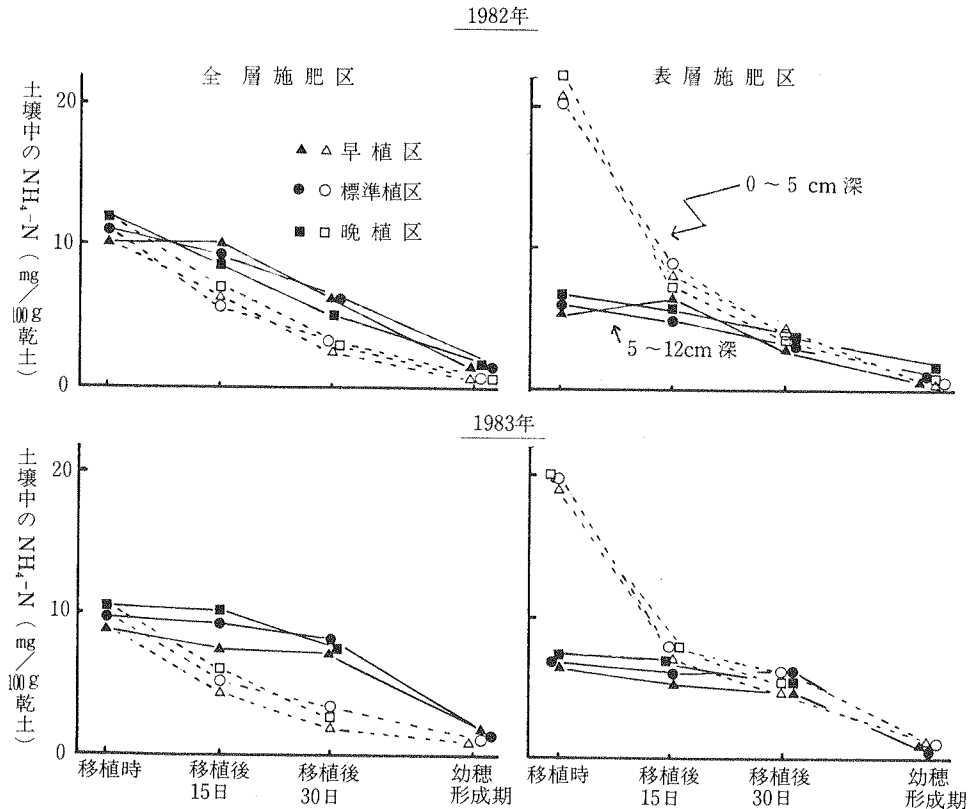 1982年
全層施肥区
表層施肥区
土壌中のNH₄-N(mg/100g乾土)
20
10
0
▲ △ 早植区
● ○ 標準植区
■ □ 晩植区
0～5cm深
5～12cm深
1983年
土壌中のNH₄-N(mg/100g乾土)
20
10
0
移植時
移植後15日
移植後30日
幼穂形成期
移植時
移植後15日
移植後30日
幼穂形成期